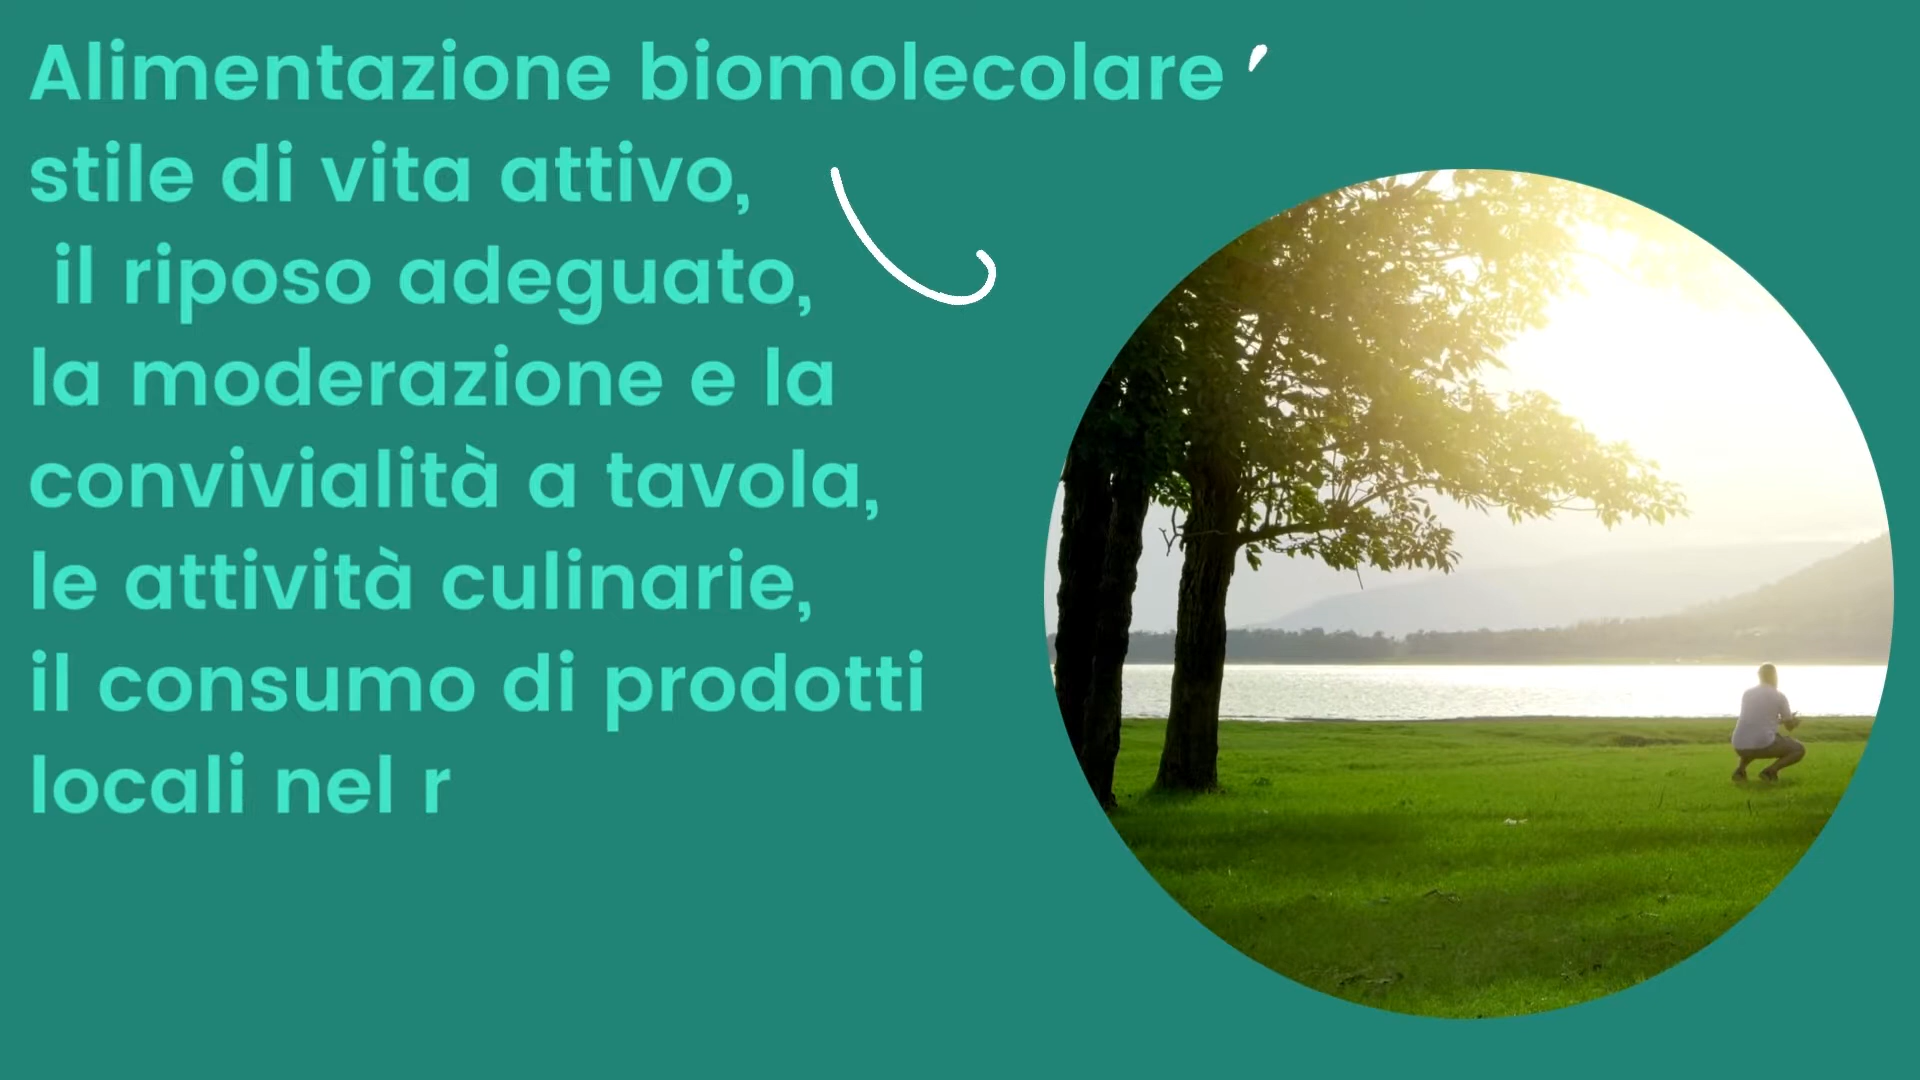 Alimentazione biomolecolare
stile di vita attivo,
il riposo adeguato,
la moderazione e la
convivialità a tavola,
le attività culinarie,
il consumo di prodotti
locali nel r